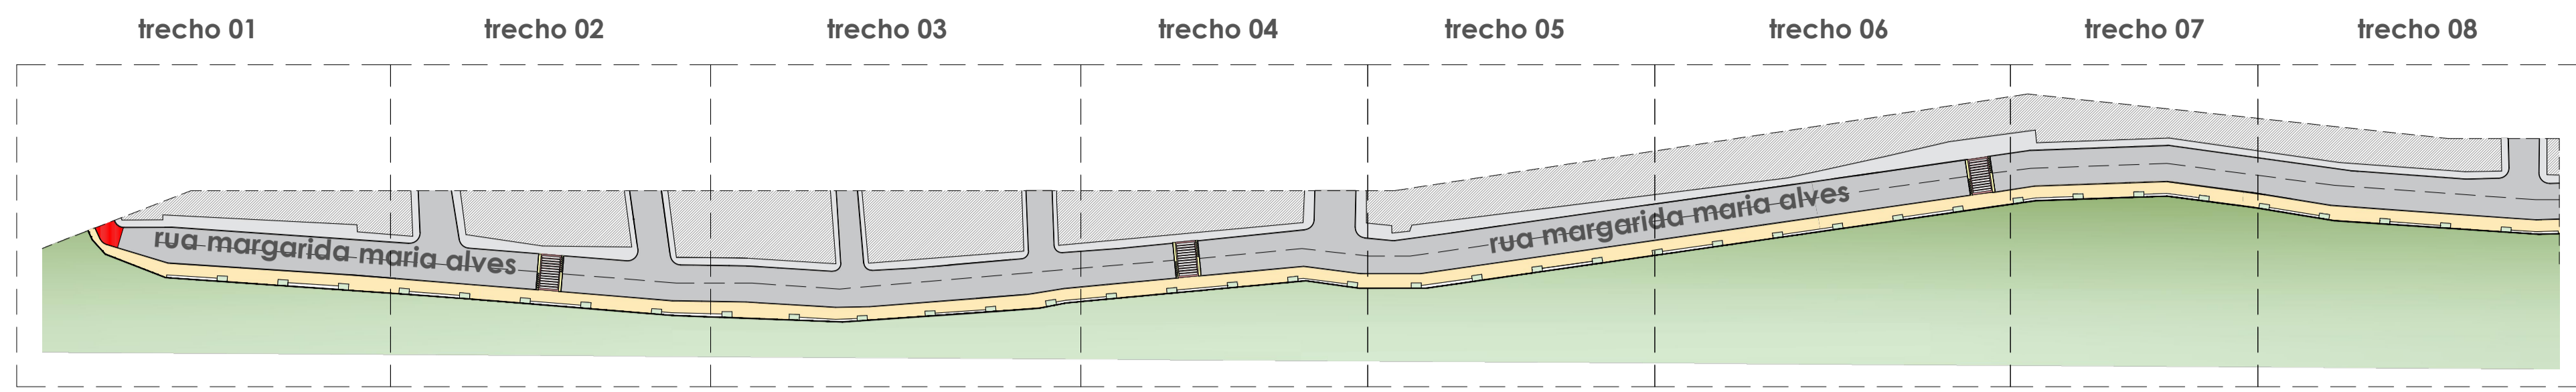 trecho 01
trecho 02
trecho 03
trecho 04
trecho 05
trecho 06
trecho 07
trecho 08
rua margarida maria alves
rua margarida maria alves